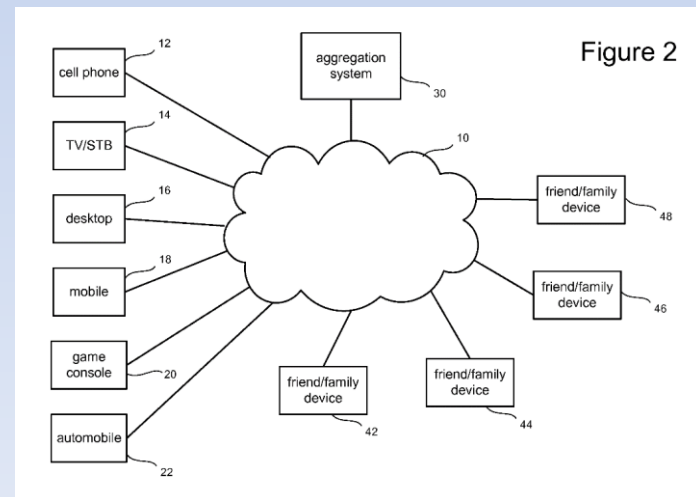 Figure 2
12
cell phone
aggregation
system
30
14
TV/STB
10
16
desktop
friend/family
device
48
18
mobile
friend/family
device
46
game
console
20
friend/family
device
42
friend/family
device
44
automobile
22